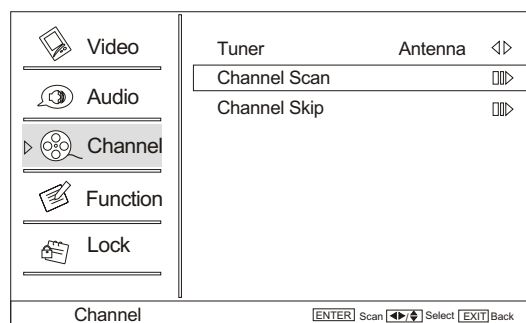 Video
Audio
Channel
Function
Lock
Tuner Antenna
Channel Scan
Channel Skip
Channel
ENTER Scan / Select EXIT Back